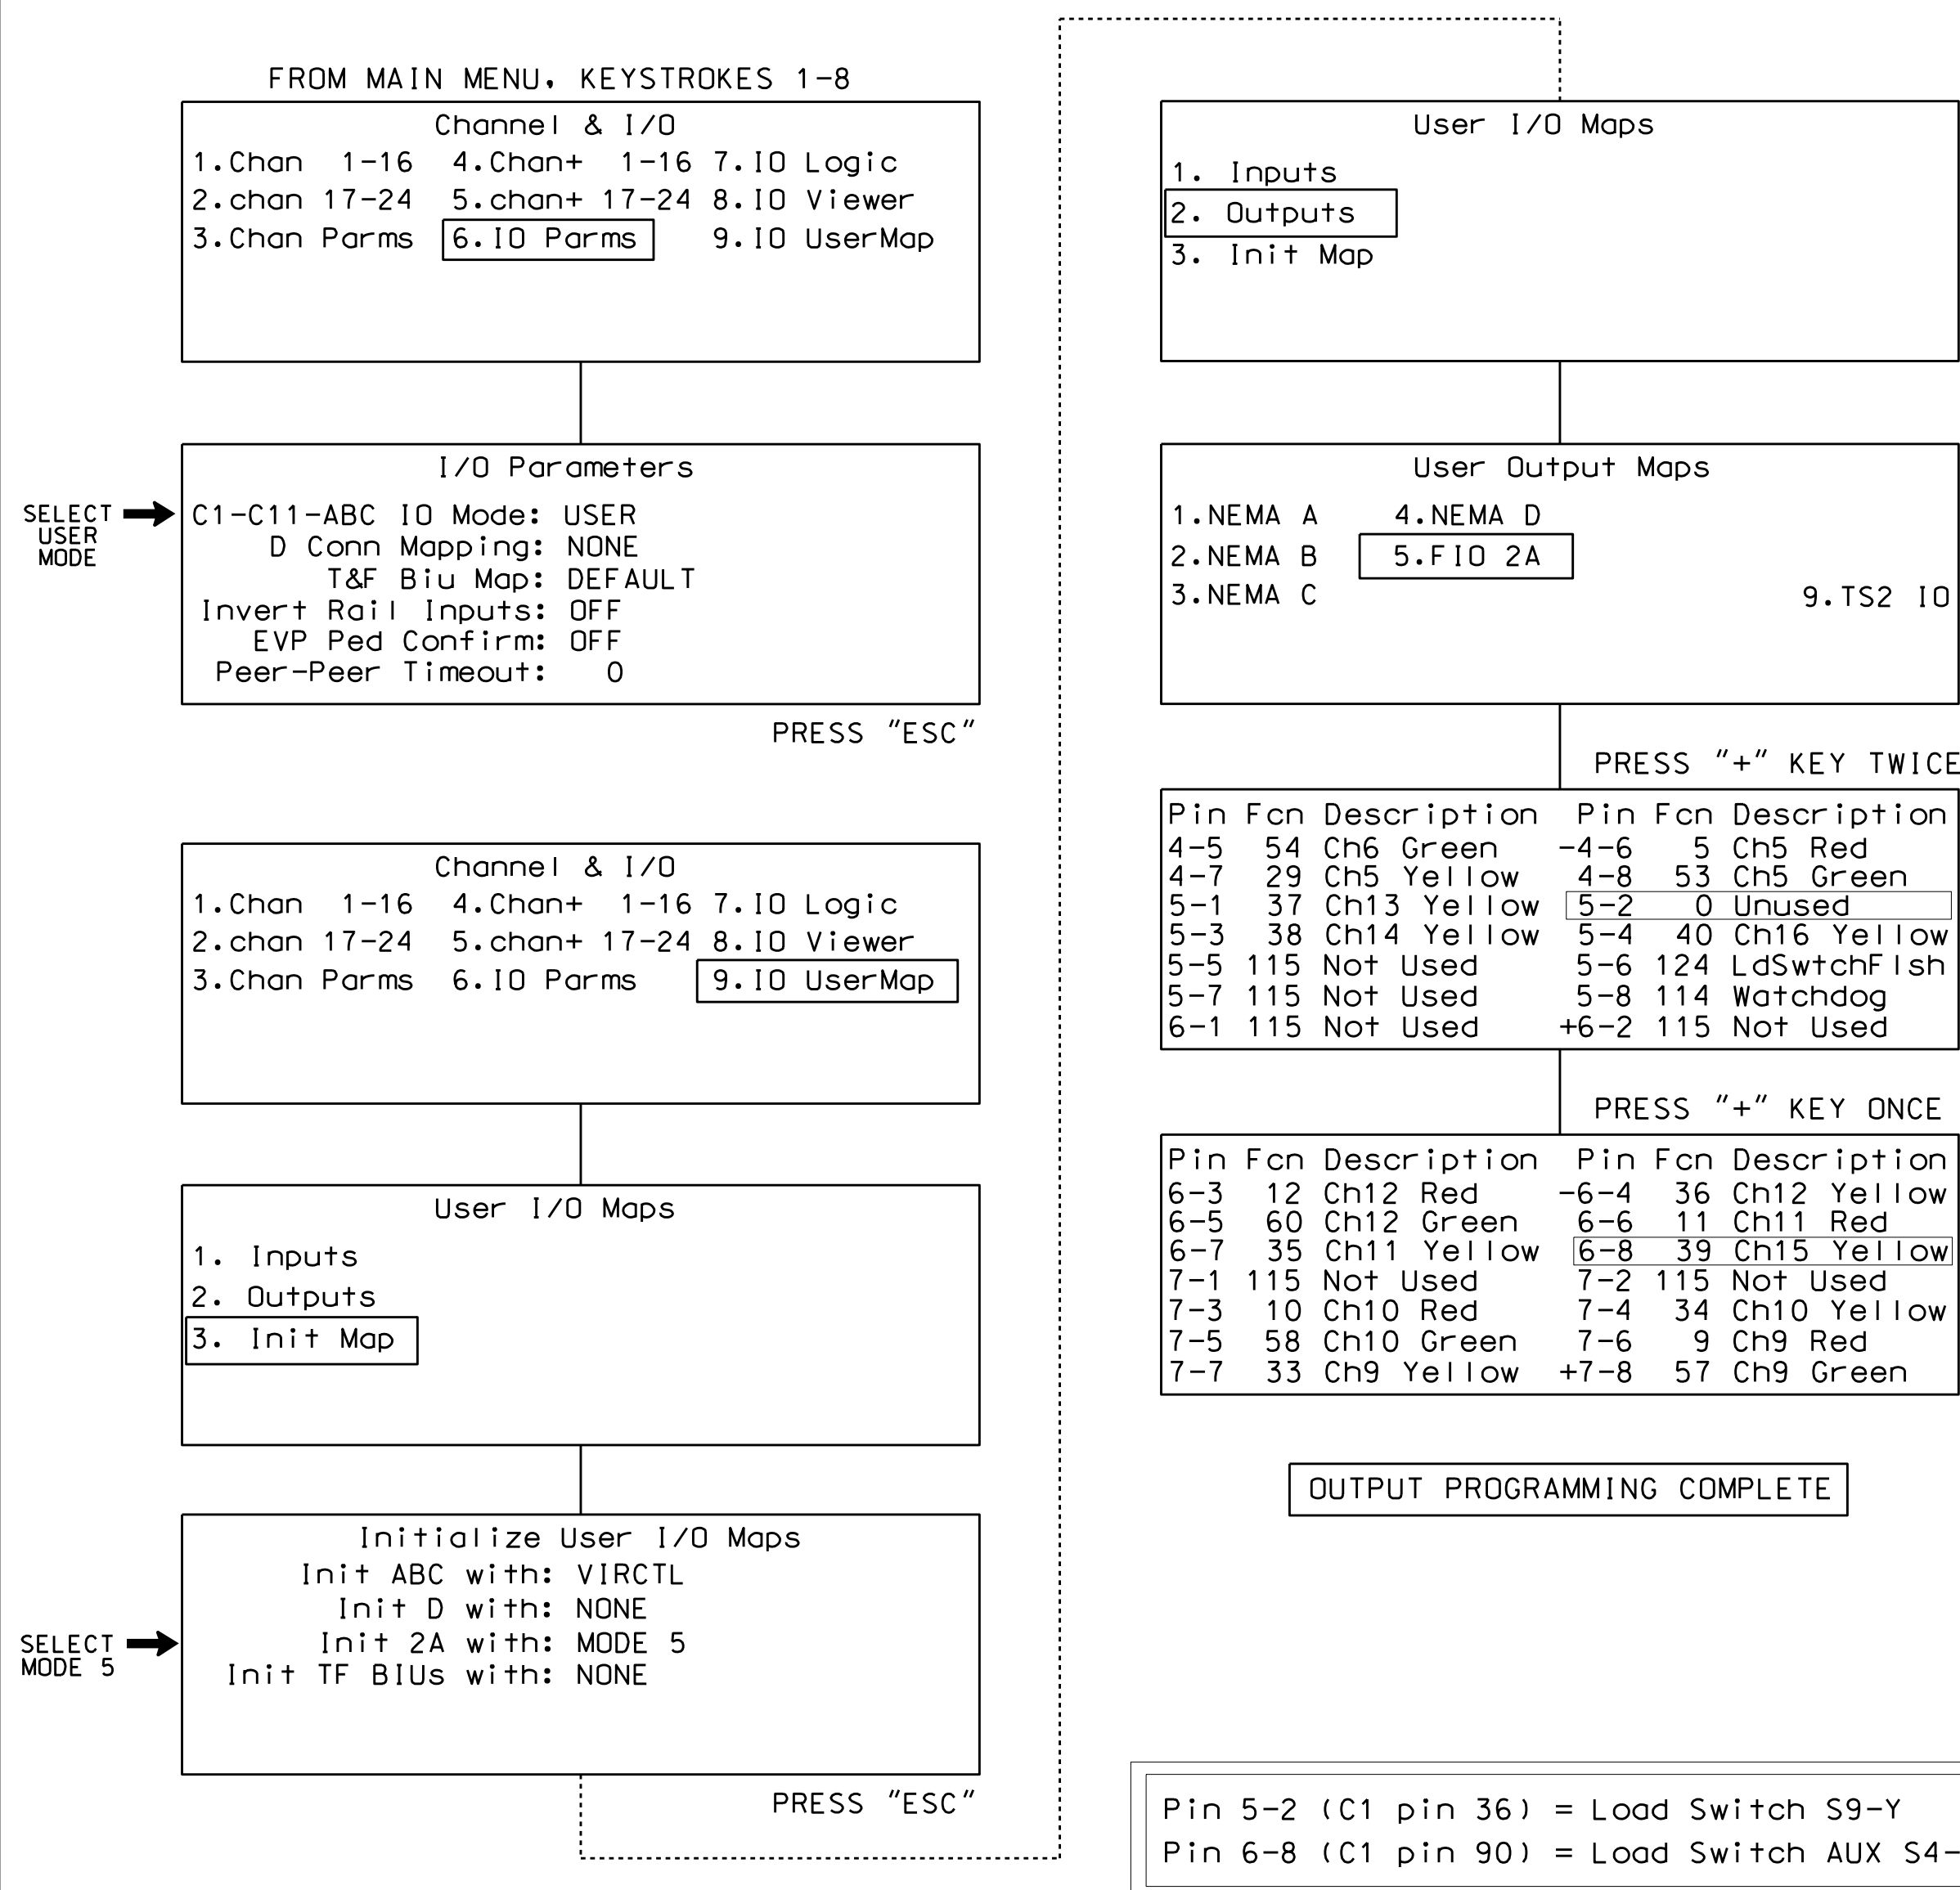 FROM MAIN MENU, KEYSTROKES 1-8
Channel & I/O
1.Chan 1-16 4.Chan+ 1-16 7.IO Logic
2.chan 17-24 5.chan+ 17-24 8.IO Viewer
3.Chan Parms 6.IO Parms 9.IO UserMap
I/O Parameters
SELECT
USER
MODE
C1-C11-ABC IO Mode: USER
D Conn Mapping: NONE
T&F Biu Map: DEFAULT
Invert Rail Inputs: OFF
EVP Ped Confirm: OFF
Peer-Peer Timeout: 0
PRESS "ESC"
Channel & I/O
1.Chan 1-16 4.Chan+ 1-16 7.IO Logic
2.chan 17-24 5.chan+ 17-24 8.IO Viewer
3.Chan Parms 6.IO Parms 9.IO UserMap
User I/O Maps
1. Inputs
2. Outputs
3. Init Map
Initialize User I/O Maps
Init ABC with: VIRCTL
Init D with: NONE
Init 2A with: MODE 5
Init TF BIUs with: NONE
SELECT
MODE 5
PRESS "ESC"
User I/O Maps
1. Inputs
2. Outputs
3. Init Map
User Output Maps
1.NEMA A 4.NEMA D
2.NEMA B 5.FIO 2A
3.NEMA C 9.TS2 IO
PRESS "+" KEY TWICE
Pin Fcn Description Pin Fcn Description
4-5 54 Ch6 Green -4-6 5 Ch5 Red
4-7 29 Ch5 Yellow 4-8 53 Ch5 Green
5-1 37 Ch13 Yellow 5-2 0 Unused
5-3 38 Ch14 Yellow 5-4 40 Ch16 Yellow
5-5 115 Not Used 5-6 124 LdSwtchFlsh
5-7 115 Not Used 5-8 114 Watchdog
6-1 115 Not Used +6-2 115 Not Used
PRESS "+" KEY ONCE
Pin Fcn Description Pin Fcn Description
6-3 12 Ch12 Red -6-4 36 Ch12 Yellow
6-5 60 Ch12 Green 6-6 11 Ch11 Red
6-7 35 Ch11 Yellow 6-8 39 Ch15 Yellow
7-1 115 Not Used 7-2 115 Not Used
7-3 10 Ch10 Red 7-4 34 Ch10 Yellow
7-5 58 Ch10 Green 7-6 9 Ch9 Red
7-7 33 Ch9 Yellow +7-8 57 Ch9 Green
OUTPUT PROGRAMMING COMPLETE
Pin 5-2 (C1 pin 36) = Load Switch S9-Y
Pin 6-8 (C1 pin 90) = Load Switch AUX S4-